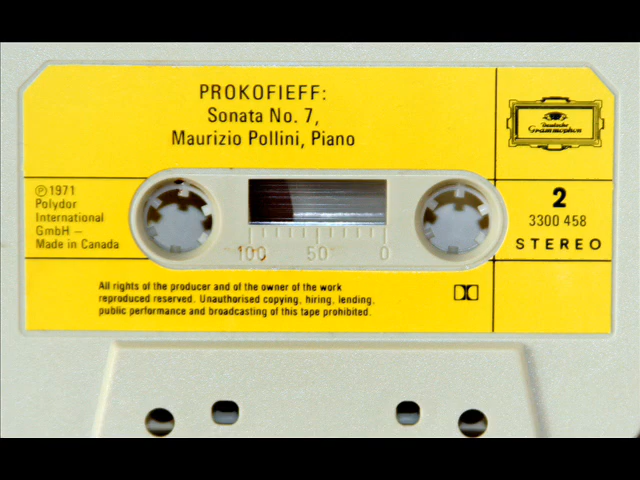 PROKOFIEFF:
Sonata No. 7,
Maurizio Pollini, Piano
Deutsche
Grammophon
℗1971
Polydor
International
GmbH –
Made in Canada
2
3300 458
STEREO
100 50 0
All rights of the producer and of the owner of the work
reproduced reserved. Unauthorised copying, hiring, lending,
public performance and broadcasting of this tape prohibited.